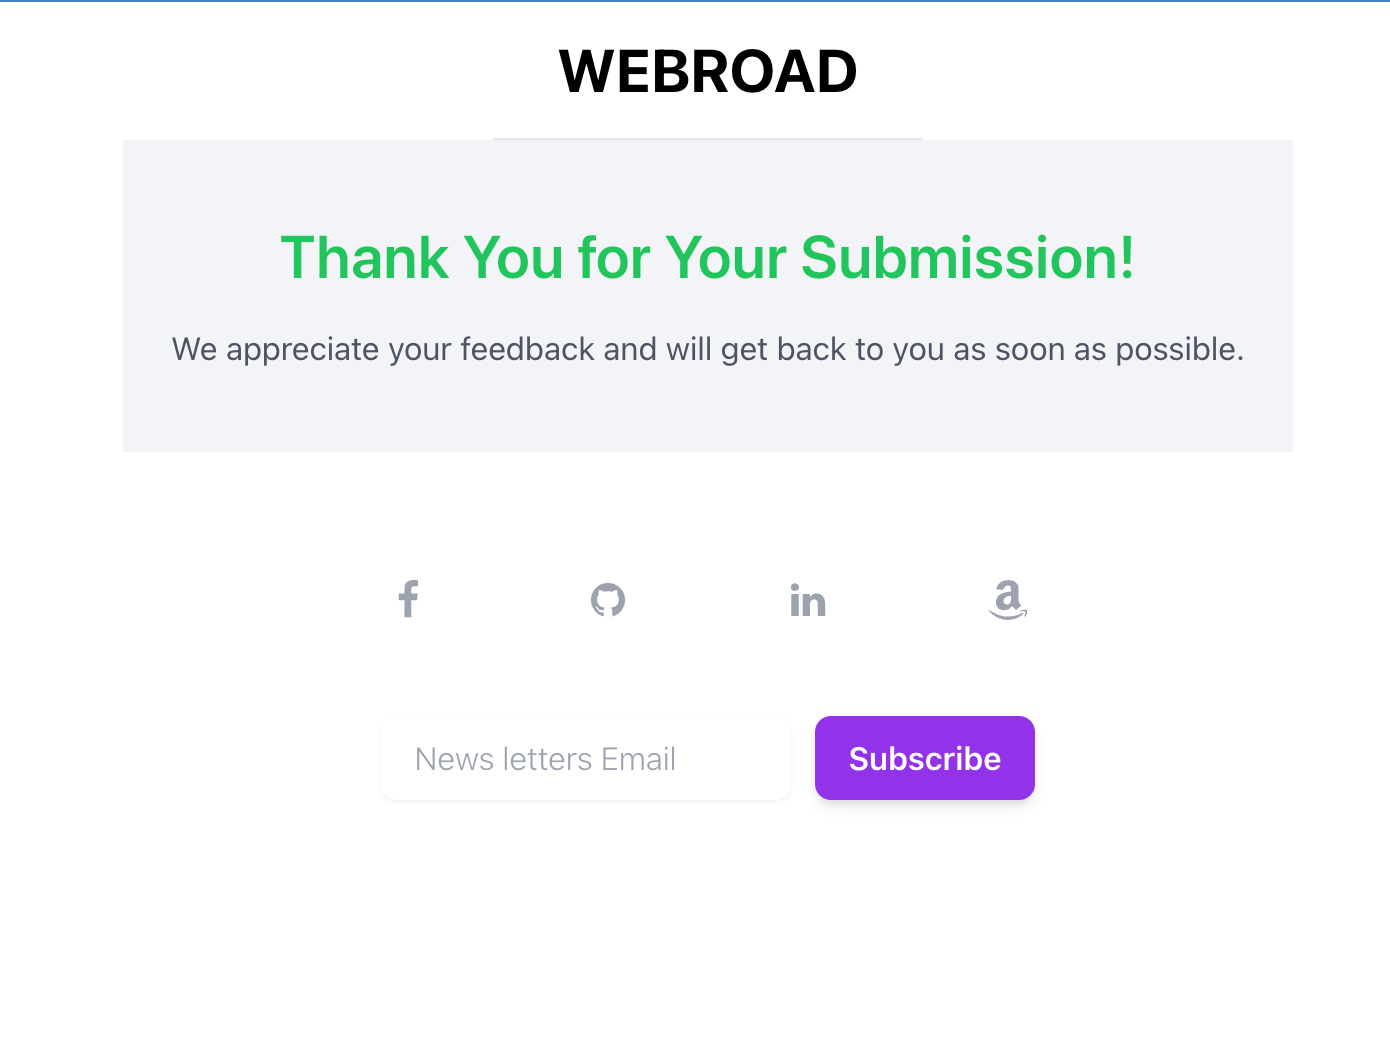 WEBROAD
Thank You for Your Submission!
We appreciate your feedback and will get back to you as soon as possible.
News letters Email
Subscribe